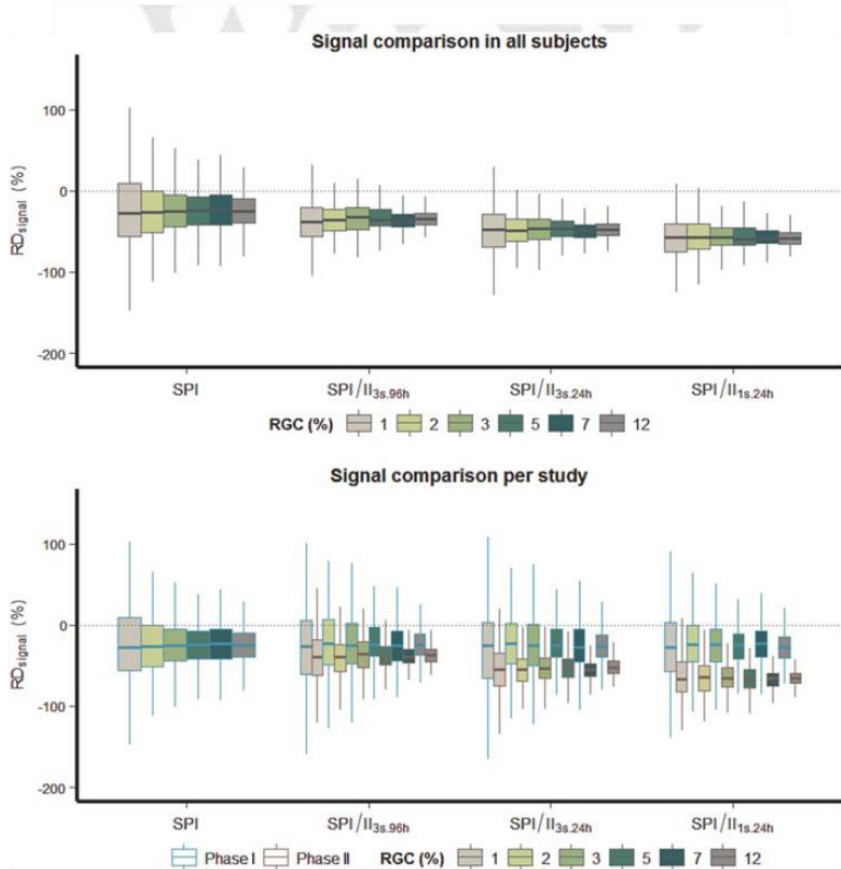 Signal comparison in all subjects
RDsignal (%)
100
0
-100
-200
SPI SPI/II3s.96h SPI/II3s.24h SPI/II1s.24h
RGC (%) 1 2 3 5 7 12
Signal comparison per study
RDsignal (%)
100
0
-100
-200
SPI SPI/II3s.96h SPI/II3s.24h SPI/II1s.24h
Phase I Phase II RGC (%) 1 2 3 5 7 12